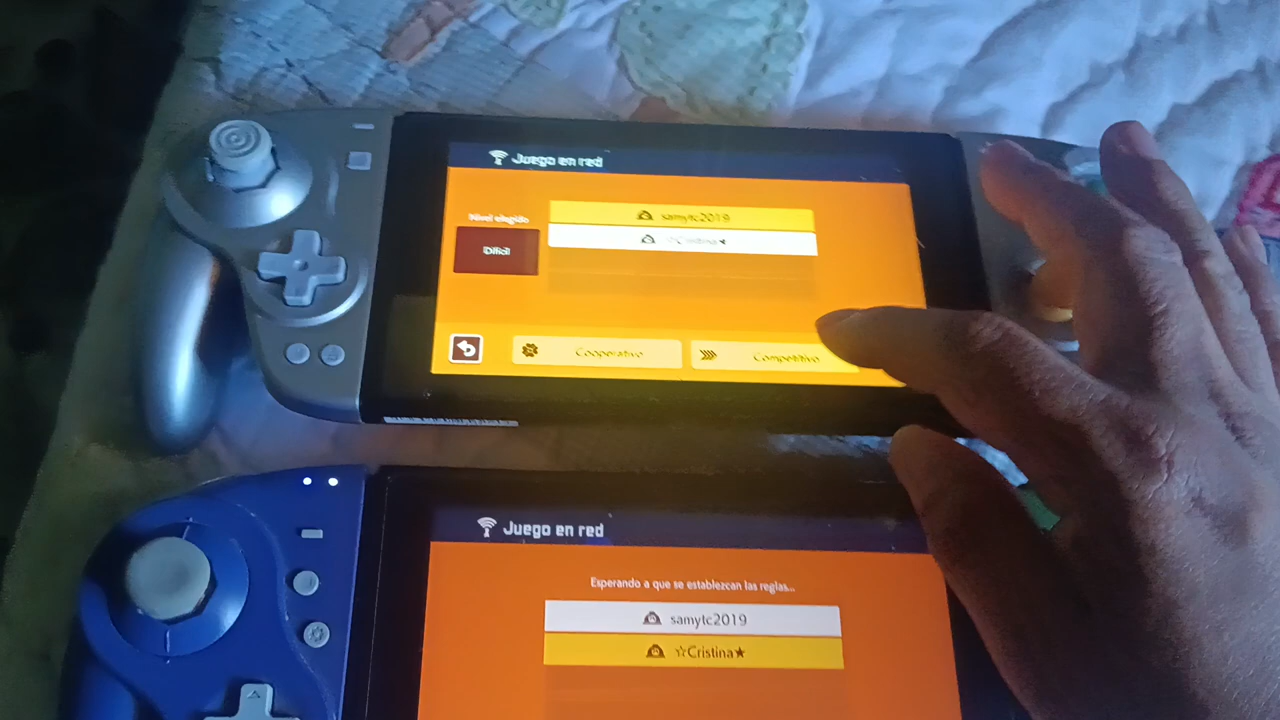 Juego en red
Nivel elegido
Difícil
samytc2019
☆Cristina★
Cooperativo
Competitivo
Juego en red
Esperando a que se establezcan las reglas...
samytc2019
☆Cristina★